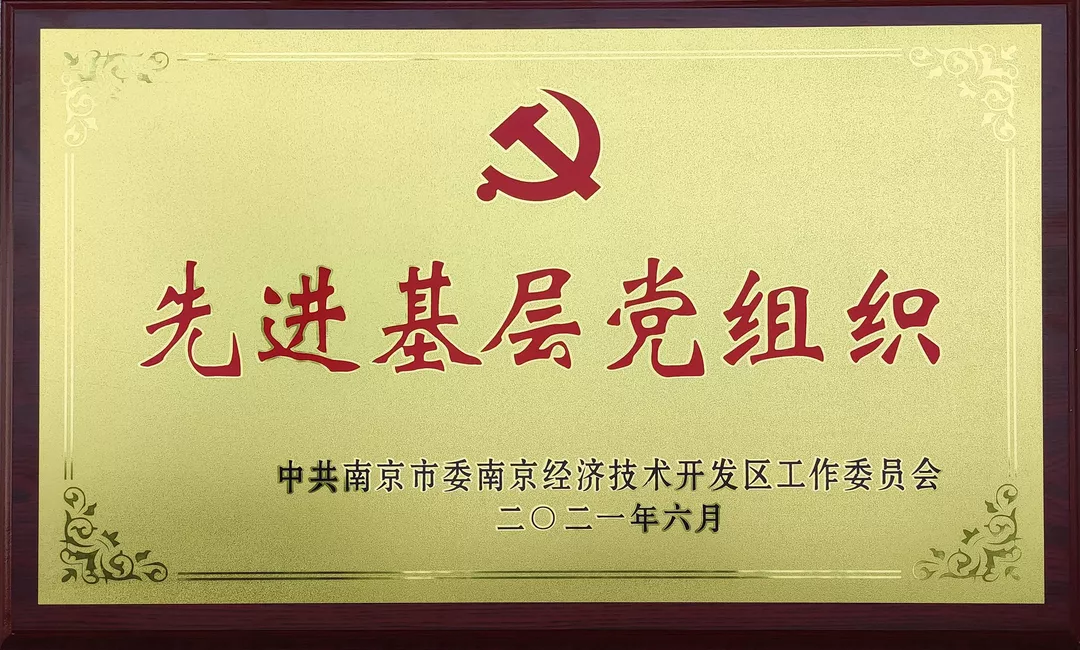 先进基层党组织
中共南京市委南京经济技术开发区工作委员会
二〇二一年六月